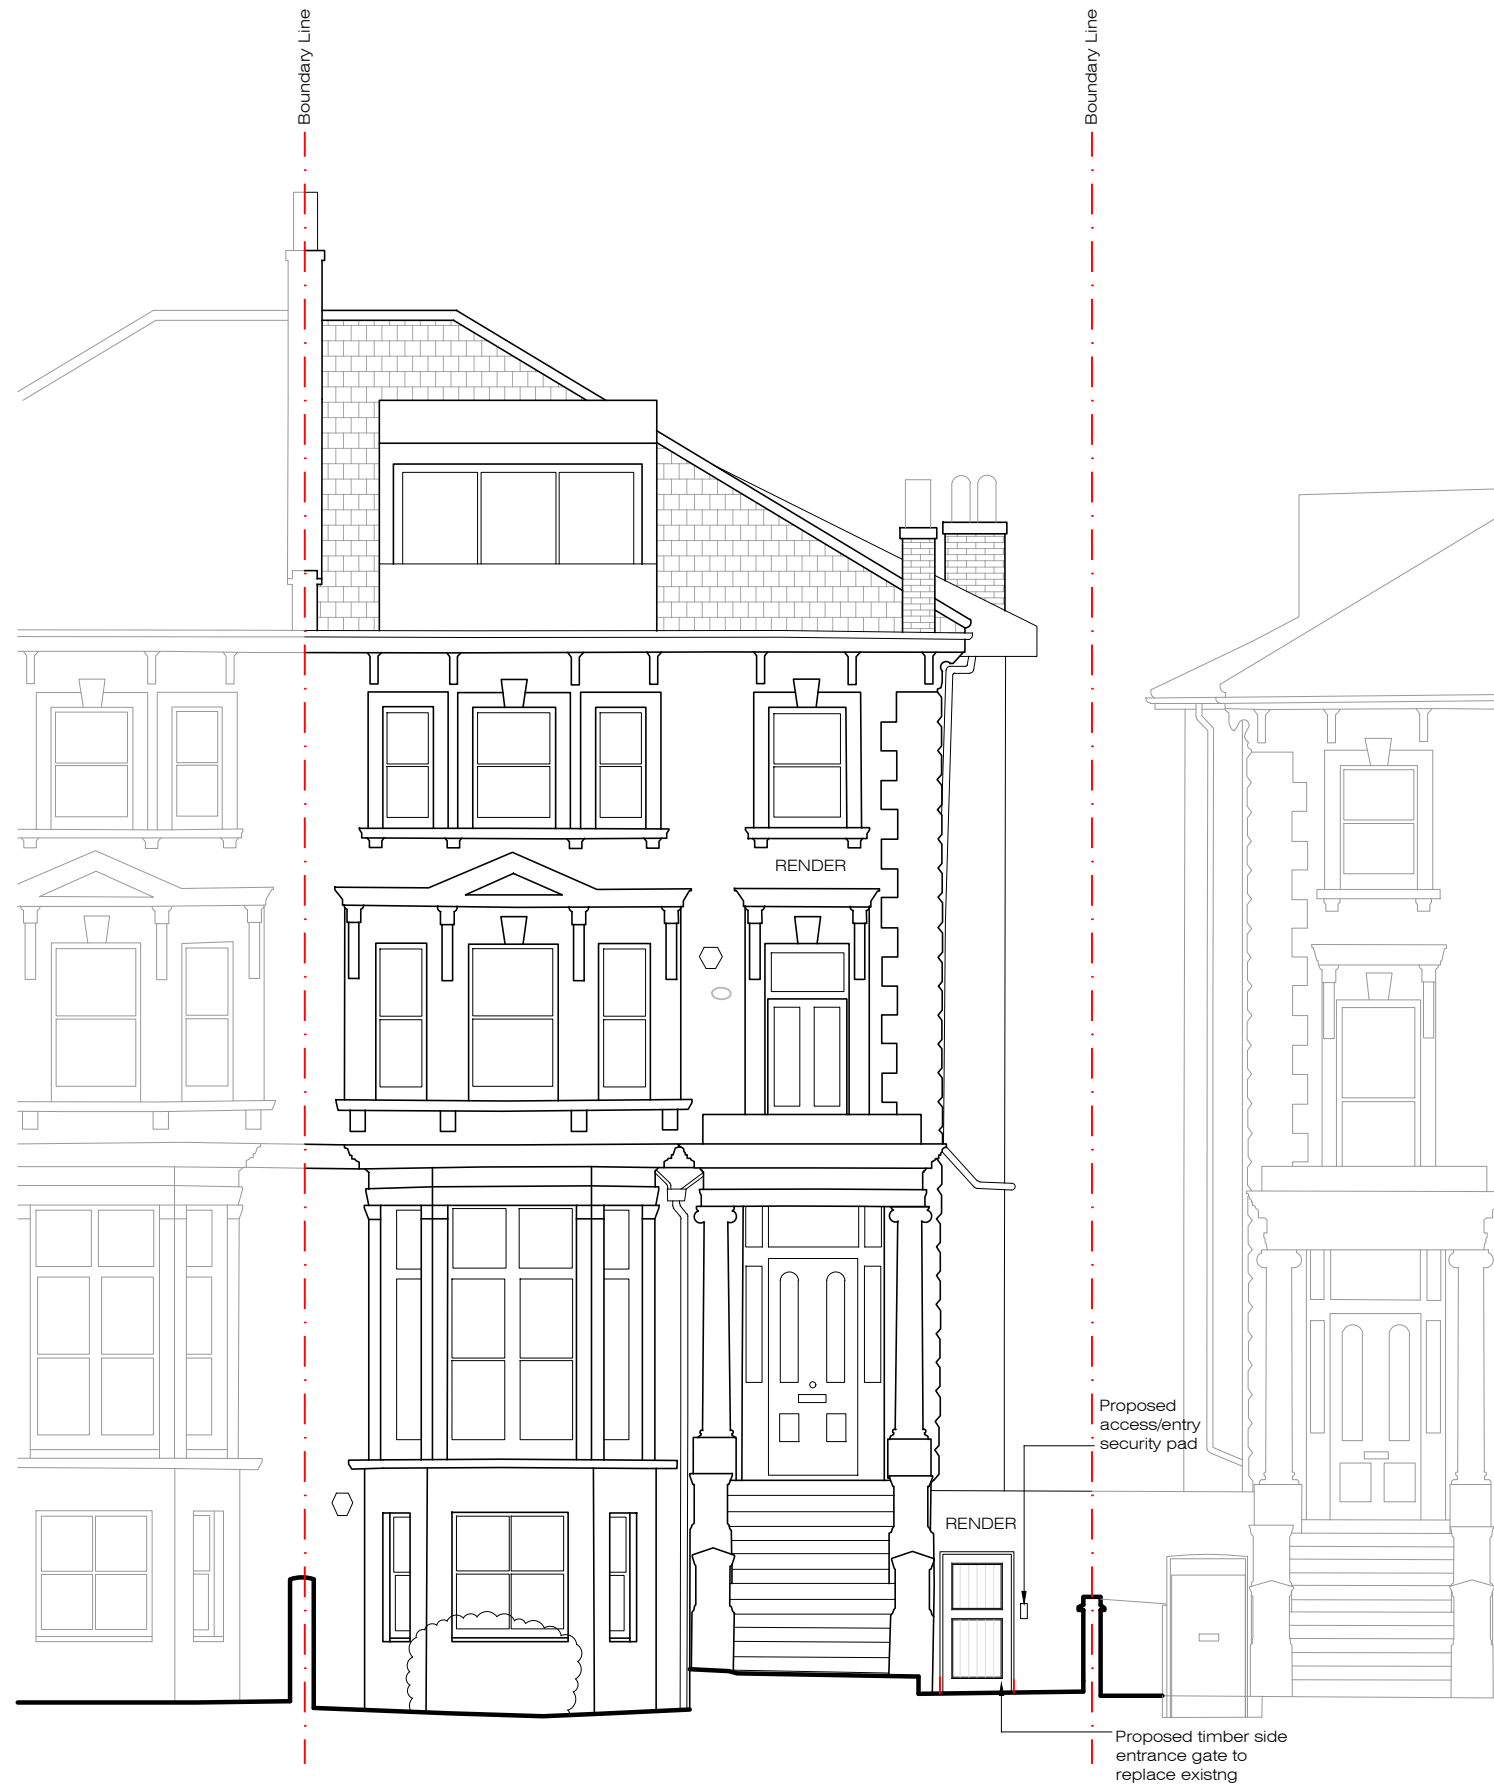 Boundary Line
Boundary Line
RENDER
Proposed
access/entry
security pad
RENDER
Proposed timber side
entrance gate to
replace existng